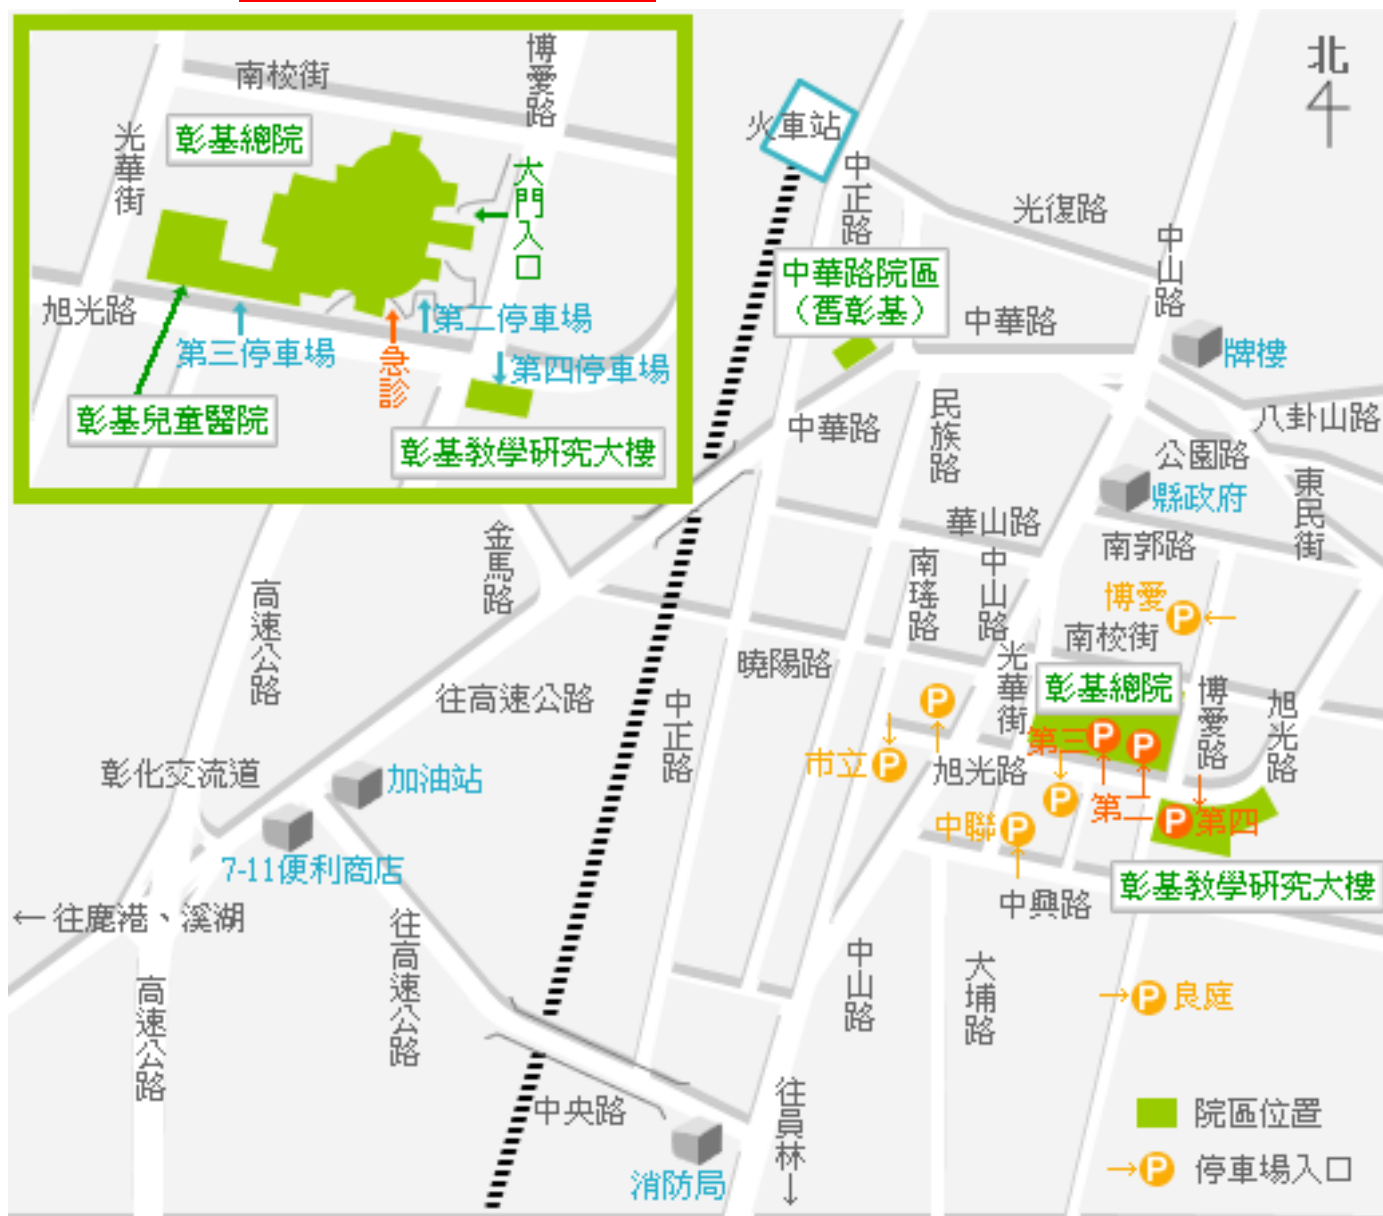 南校街
博愛路
光華街
彰基總院
大門入口
旭光路
第三停車場
急診
第二停車場
第四停車場
彰基兒童醫院
彰基教學研究大樓
北
火車站
中正路
光復路
中山路
中華路院區
（舊彰基）
中華路
牌樓
中華路
民族路
八卦山路
公園路
縣政府
東民街
華山路
南郭路
金馬路
高速公路
南瑤路
中山路
博愛
P
南校街
曉陽路
光華街
彰基總院
博愛路
旭光路
往高速公路
中正路
P
第三
P
P
市立
P
旭光路
彰化交流道
加油站
P
第二
P
第四
中聯
P
7-11便利商店
彰基教學研究大樓
中興路
←往鹿港、溪湖
往高速公路
高速公路
中山路
大埔路
→P良庭
中央路
往員林↓
消防局
院區位置
→P 停車場入口